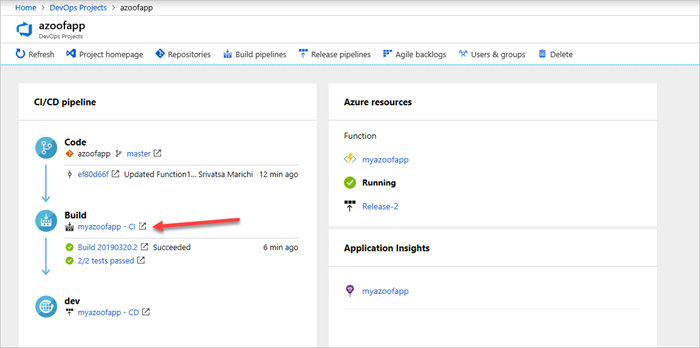 Home > DevOps Projects > azoofapp
azoofapp
DevOps Projects
Refresh Project homepage Repositories Build pipelines Release pipelines Agile backlogs Users & groups Delete
CI/CD pipeline
Code
azoofapp master
ef80d66f Updated Function1... Srivatsa Marichi 12 min ago
Build
myazoofapp - CI
Build 20190320.2 Succeeded 6 min ago
2/2 tests passed
dev
myazoofapp - CD
Azure resources
Function
myazoofapp
Running
Release-2
Application Insights
myazoofapp